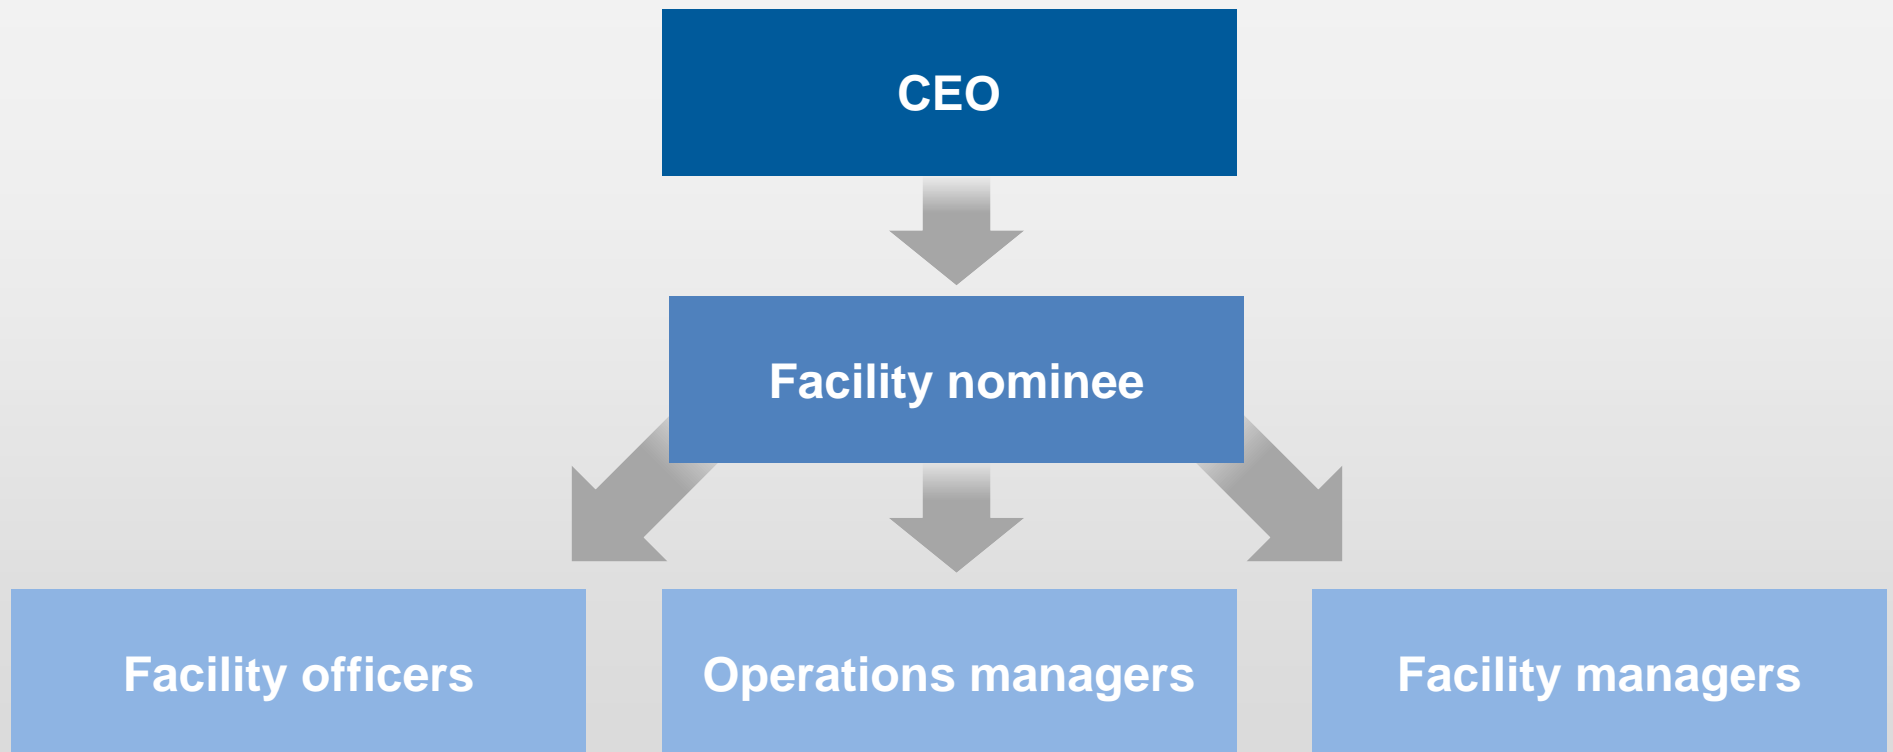 CEO
Facility nominee
Facility officers
Operations managers
Facility managers